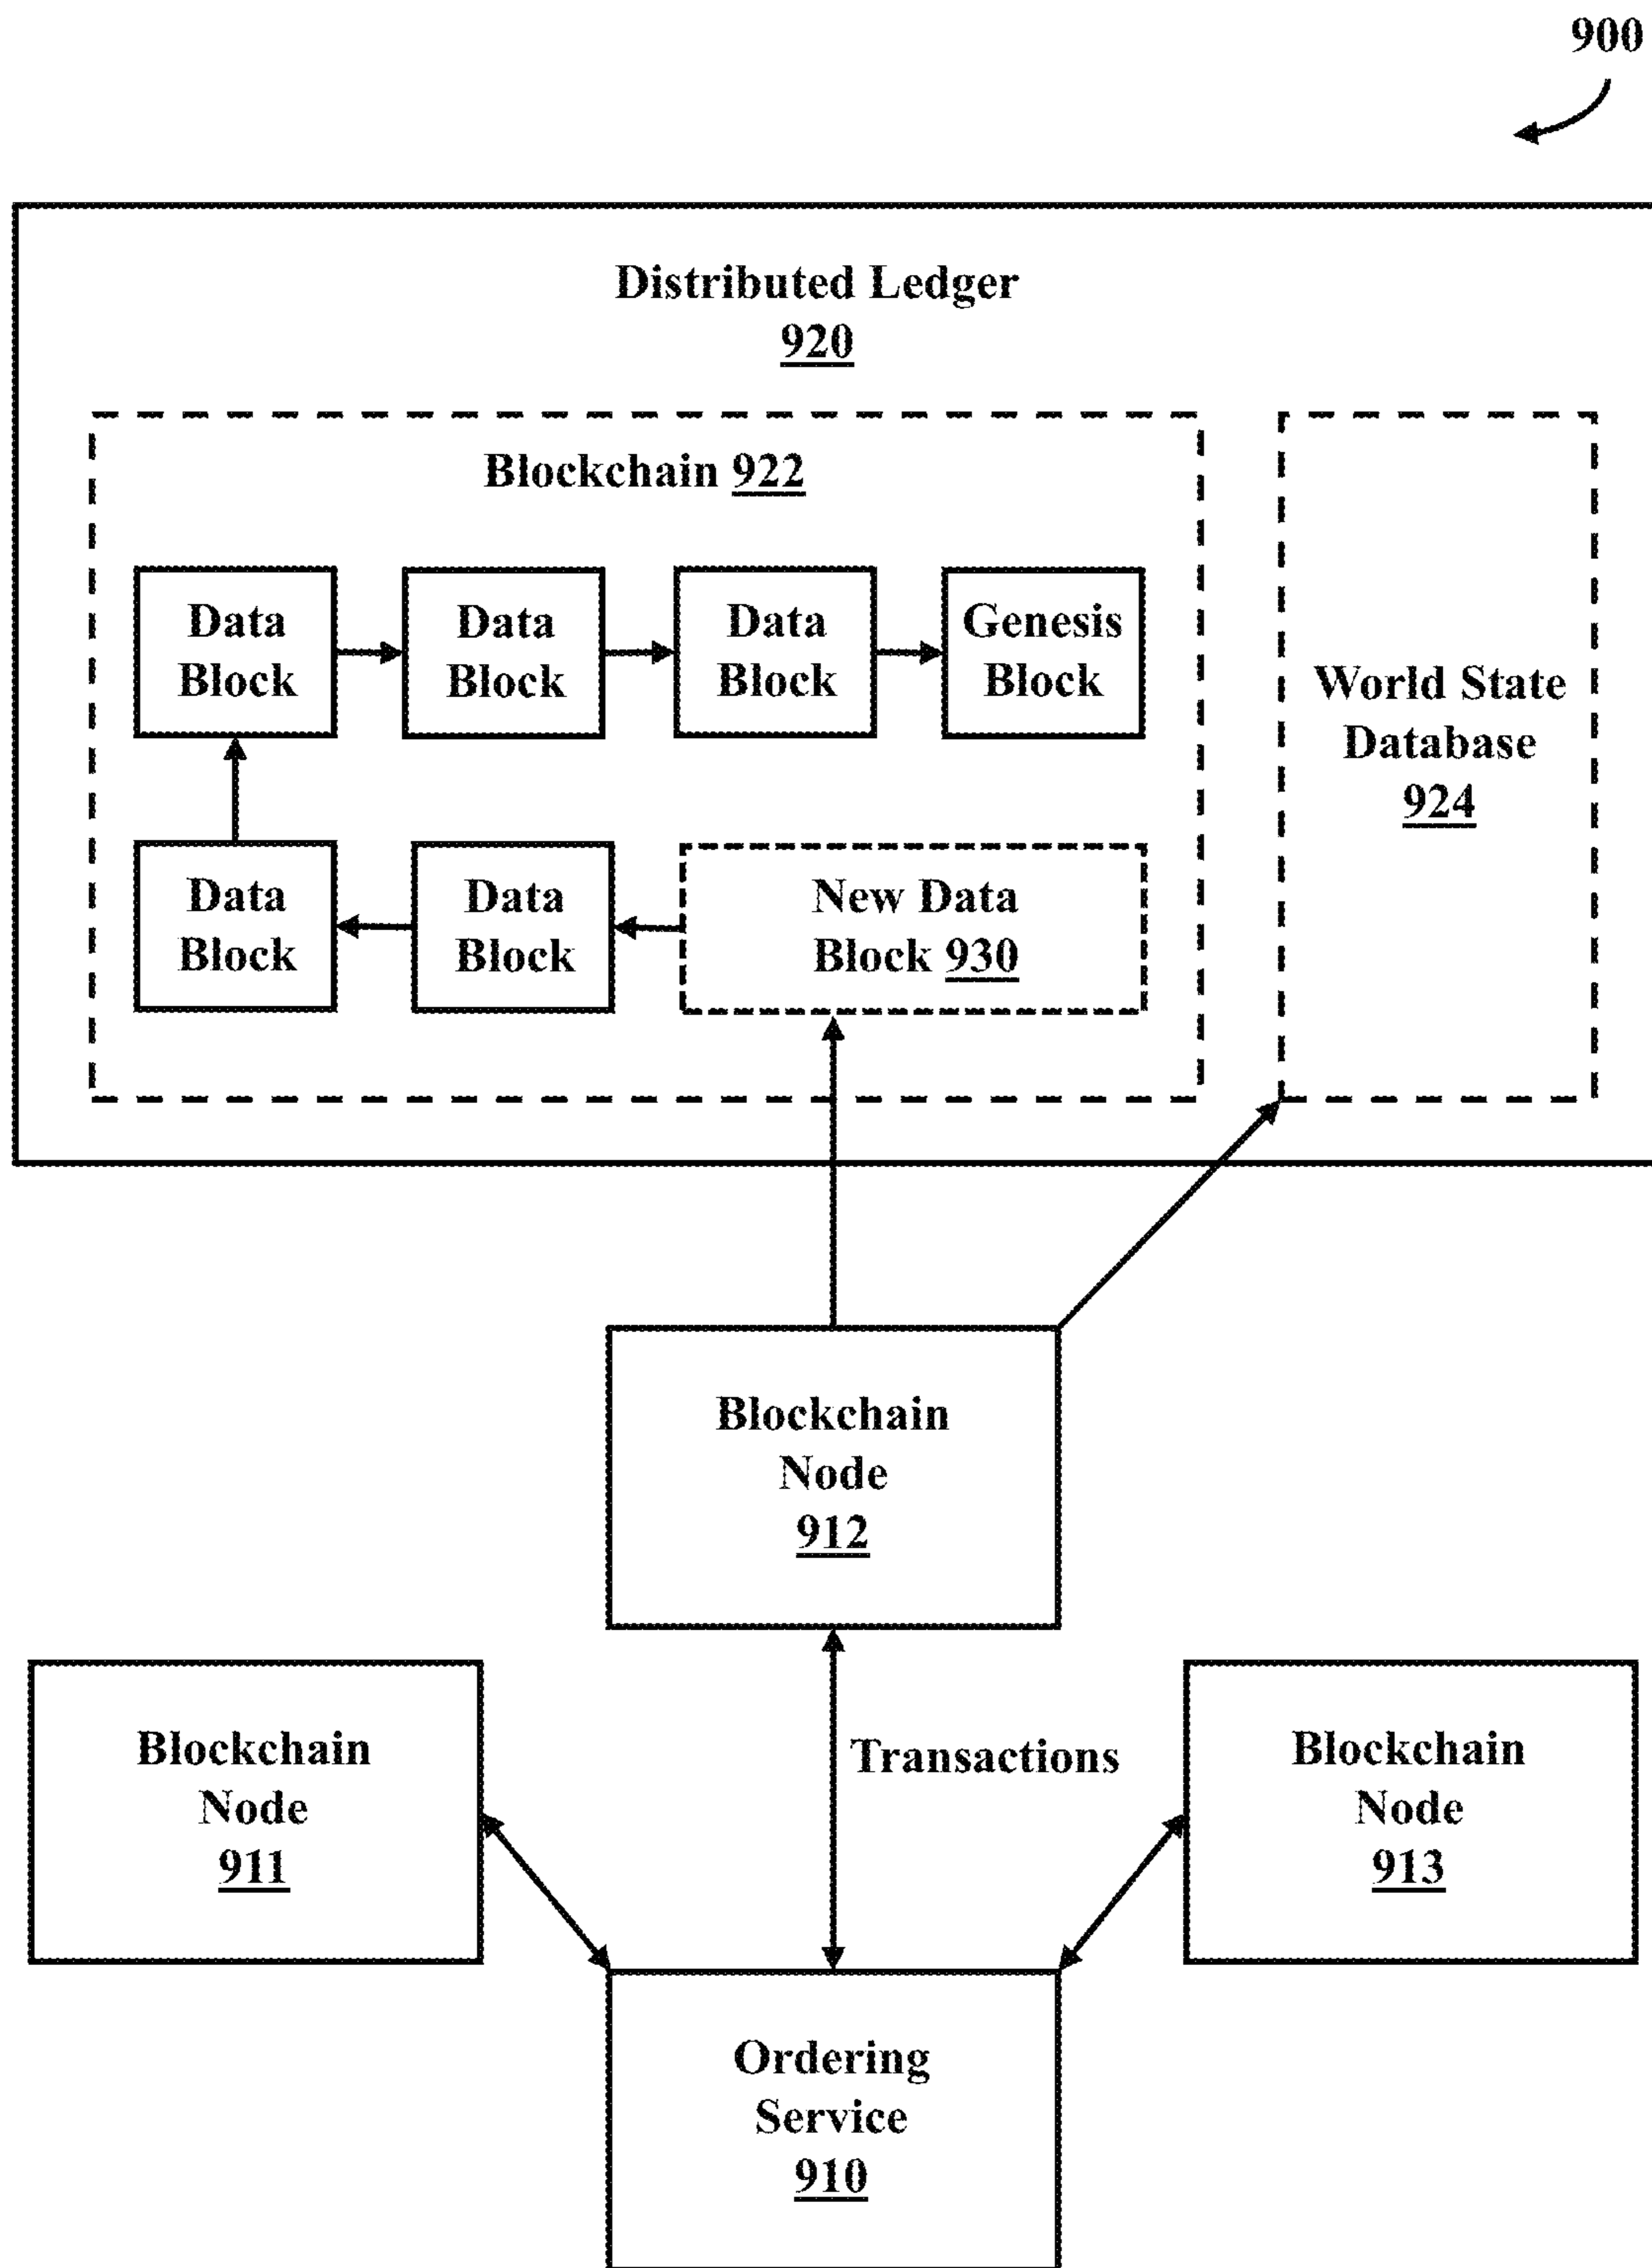 900
Distributed Ledger
920
Blockchain 922
Data
Block
Data
Block
Data
Block
Genesis
Block
World State
Database
924
Data
Block
Data
Block
New Data
Block 930
Blockchain
Node
912
Blockchain
Node
911
Transactions
Blockchain
Node
913
Ordering
Service
910